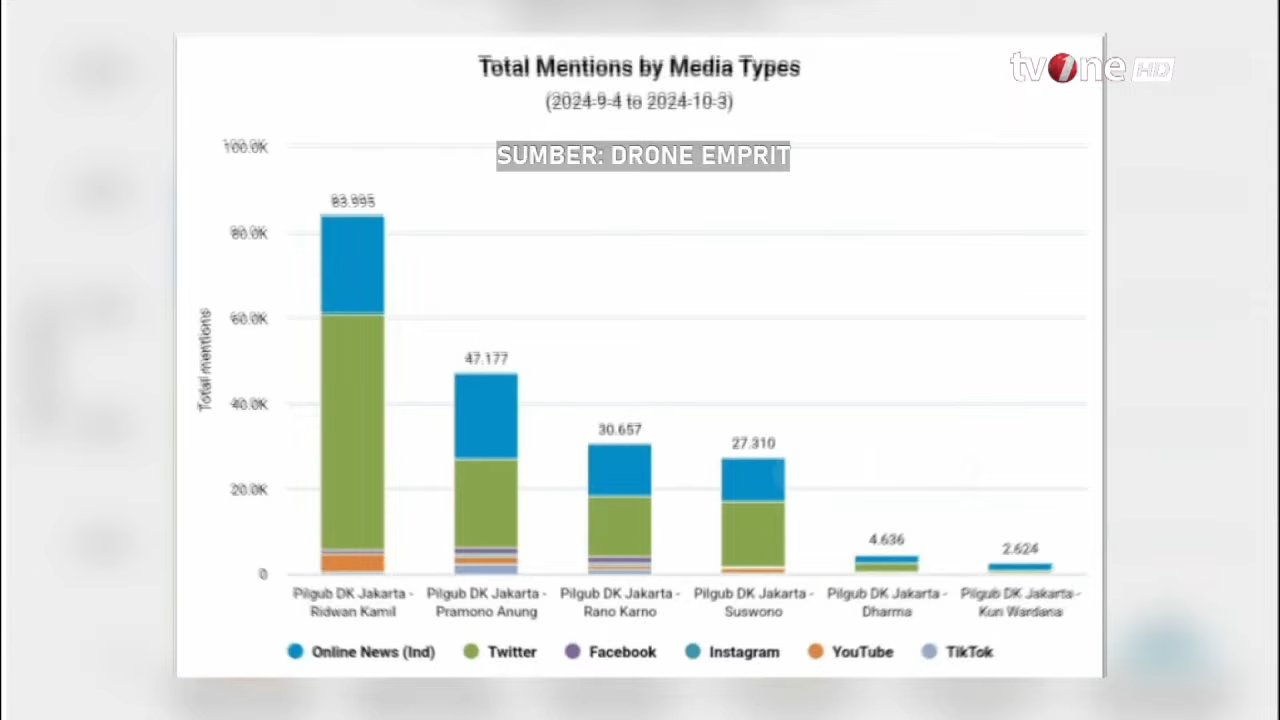 Total Mentions by Media Types
tvOne HD
(2024-9-4 to 2024-10-3)
SUMBER: DRONE EMPRIT
100.0K
80.0K
60.0K
40.0K
20.0K
0
Total mentions
83.995
47.177
30.657
27.310
4.636
2.624
Pilgub DK Jakarta -
Ridwan Kamil
Pilgub DK Jakarta -
Pramono Anung
Pilgub DK Jakarta -
Rano Karno
Pilgub DK Jakarta -
Suswono
Pilgub DK Jakarta -
Dharma
Pilgub DK Jakarta -
Kun Wardana
Online News (Ind)
Twitter
Facebook
Instagram
YouTube
TikTok